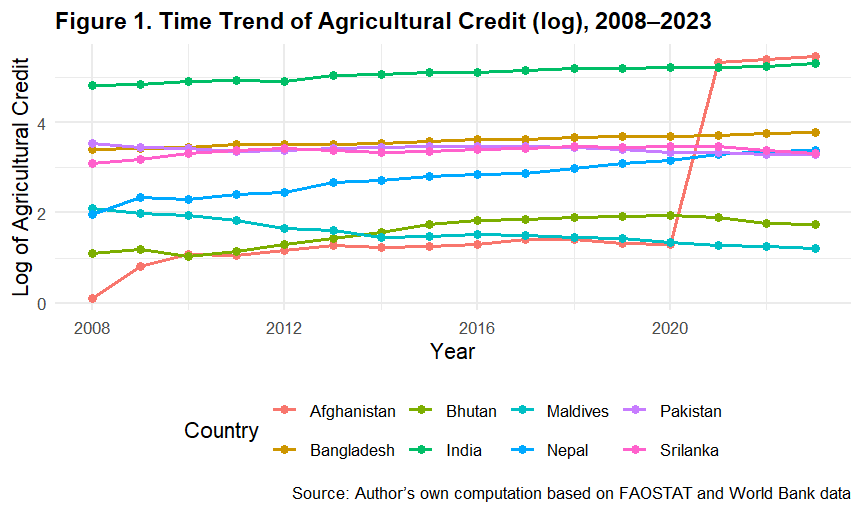 Figure 1. Time Trend of Agricultural Credit (log), 2008–2023
Log of Agricultural Credit
4
2
0
2008 2012 2016 2020
Year
Country
Afghanistan Bhutan Maldives Pakistan
Bangladesh India Nepal Srilanka
Source: Author’s own computation based on FAOSTAT and World Bank data